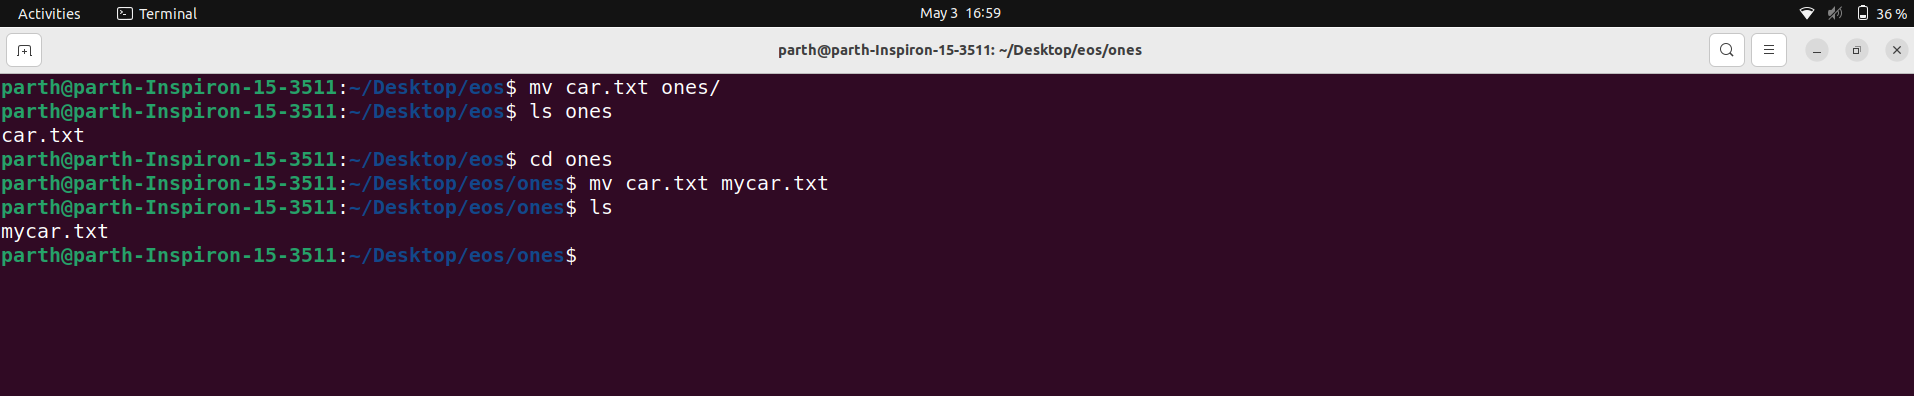 Activities Terminal May 3 16:59 36 %
parth@parth-Inspiron-15-3511: ~/Desktop/eos/ones
parth@parth-Inspiron-15-3511:~/Desktop/eos$ mv car.txt ones/
parth@parth-Inspiron-15-3511:~/Desktop/eos$ ls ones
car.txt
parth@parth-Inspiron-15-3511:~/Desktop/eos$ cd ones
parth@parth-Inspiron-15-3511:~/Desktop/eos/ones$ mv car.txt mycar.txt
parth@parth-Inspiron-15-3511:~/Desktop/eos/ones$ ls
mycar.txt
parth@parth-Inspiron-15-3511:~/Desktop/eos/ones$